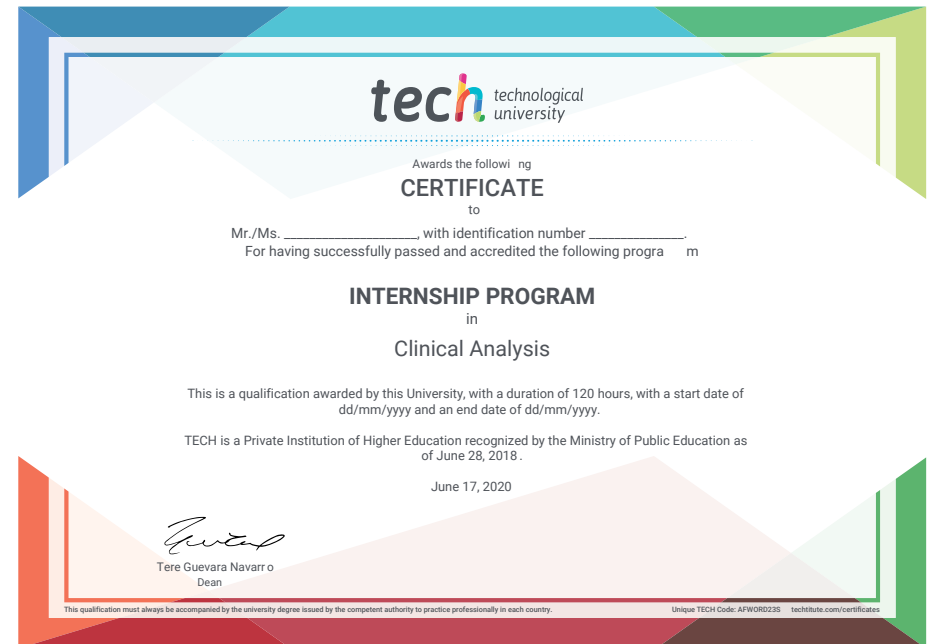 tech technological
university
Awards the followi ng
CERTIFICATE
to
Mr./Ms. _____________________, with identification number _______________.
For having successfully passed and accredited the following progra m
INTERNSHIP PROGRAM
in
Clinical Analysis
This is a qualification awarded by this University, with a duration of 120 hours, with a start date of
dd/mm/yyyy and an end date of dd/mm/yyyy.
TECH is a Private Institution of Higher Education recognized by the Ministry of Public Education as
of June 28, 2018 .
June 17, 2020
Tere Guevara Navarr o
Dean
This qualification must always be accompanied by the university degree issued by the competent authority to practice professionally in each country.
Unique TECH Code: AFWORD23S techtitute.com/certificates